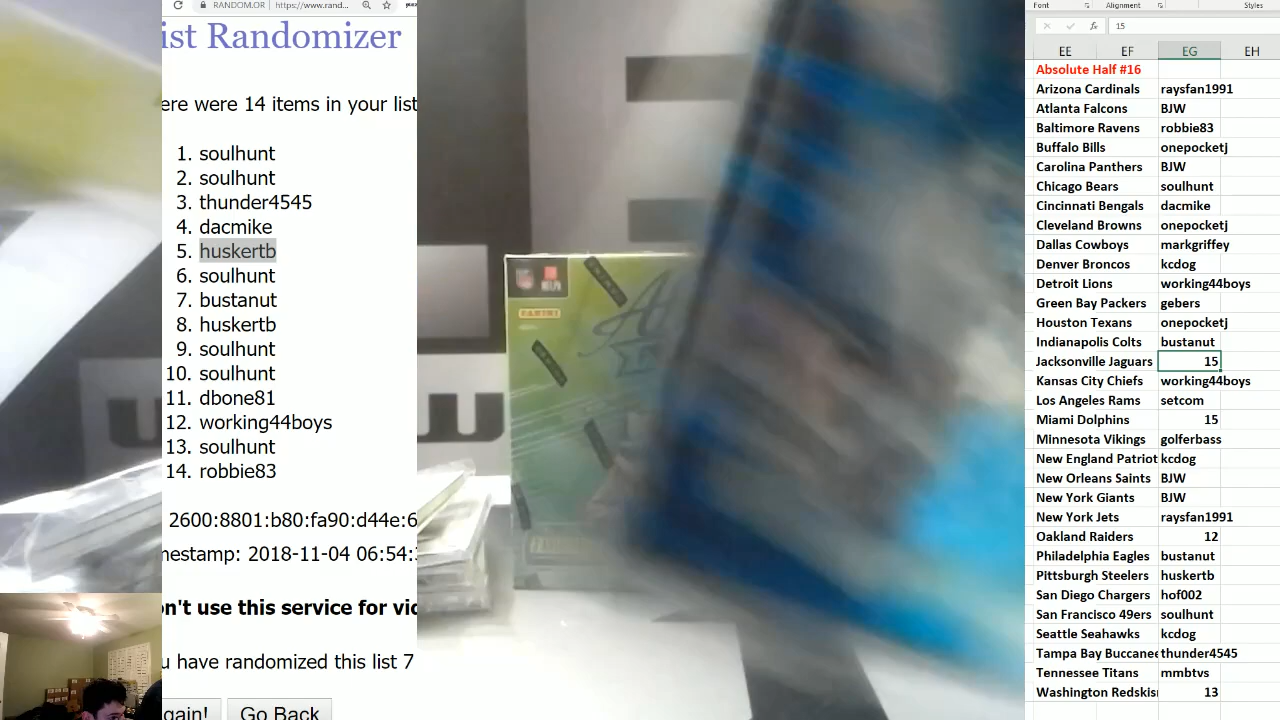 RANDOM.OR
https://www.rand...
ist Randomizer
ere were 14 items in your list
1. soulhunt
2. soulhunt
3. thunder4545
4. dacmike
5. huskertb
6. soulhunt
7. bustanut
8. huskertb
9. soulhunt
10. soulhunt
11. dbone81
12. working44boys
13. soulhunt
14. robbie83
2600:8801:b80:fa90:d44e:6
mestamp: 2018-11-04 06:54:
n't use this service for vi
u have randomized this list 7
gain!
Go Back
PANINI
Font
Alignment
Styles
fx
15
EE EF EG EH
Absolute Half #16
Arizona Cardinals raysfan1991
Atlanta Falcons BJW
Baltimore Ravens robbie83
Buffalo Bills onepocketj
Carolina Panthers BJW
Chicago Bears soulhunt
Cincinnati Bengals dacmike
Cleveland Browns onepocketj
Dallas Cowboys markgriffey
Denver Broncos kcdog
Detroit Lions working44boys
Green Bay Packers gebers
Houston Texans onepocketj
Indianapolis Colts bustanut
Jacksonville Jaguars 15
Kansas City Chiefs working44boys
Los Angeles Rams setcom
Miami Dolphins 15
Minnesota Vikings golferbass
New England Patriot kcdog
New Orleans Saints BJW
New York Giants BJW
New York Jets raysfan1991
Oakland Raiders 12
Philadelphia Eagles bustanut
Pittsburgh Steelers huskertb
San Diego Chargers hof002
San Francisco 49ers soulhunt
Seattle Seahawks kcdog
Tampa Bay Buccanee thunder4545
Tennessee Titans mmbtvs
Washington Redskis 13